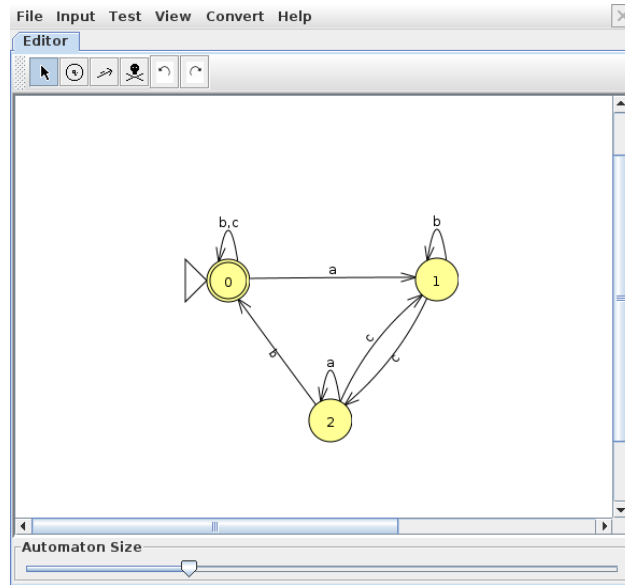 File Input Test View Convert Help
Editor
b,c
b
0
a
1
c
c
b
a
2
Automaton Size